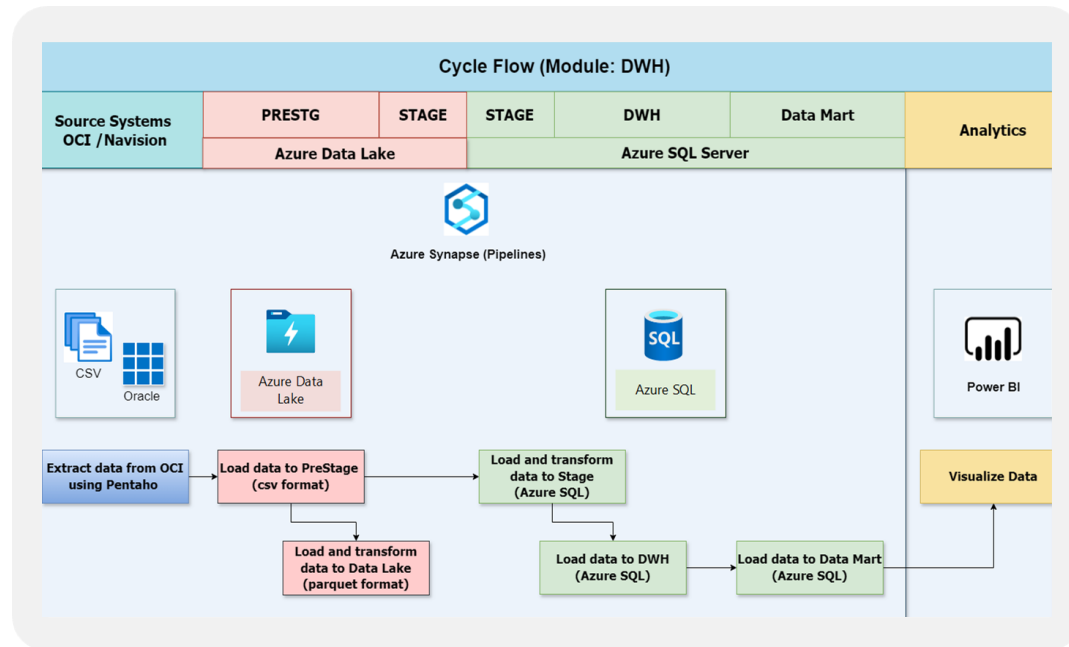 Cycle Flow (Module: DWH)
Source Systems
OCI /Navision
PRESTG
STAGE
STAGE
DWH
Data Mart
Analytics
Azure Data Lake
Azure SQL Server
Azure Synapse (Pipelines)
CSV
Oracle
Azure Data
Lake
SQL
Azure SQL
Power BI
Extract data from OCI
using Pentaho
Load data to PreStage
(csv format)
Load and transform
data to Stage
(Azure SQL)
Visualize Data
Load and transform
data to Data Lake
(parquet format)
Load data to DWH
(Azure SQL)
Load data to Data Mart
(Azure SQL)